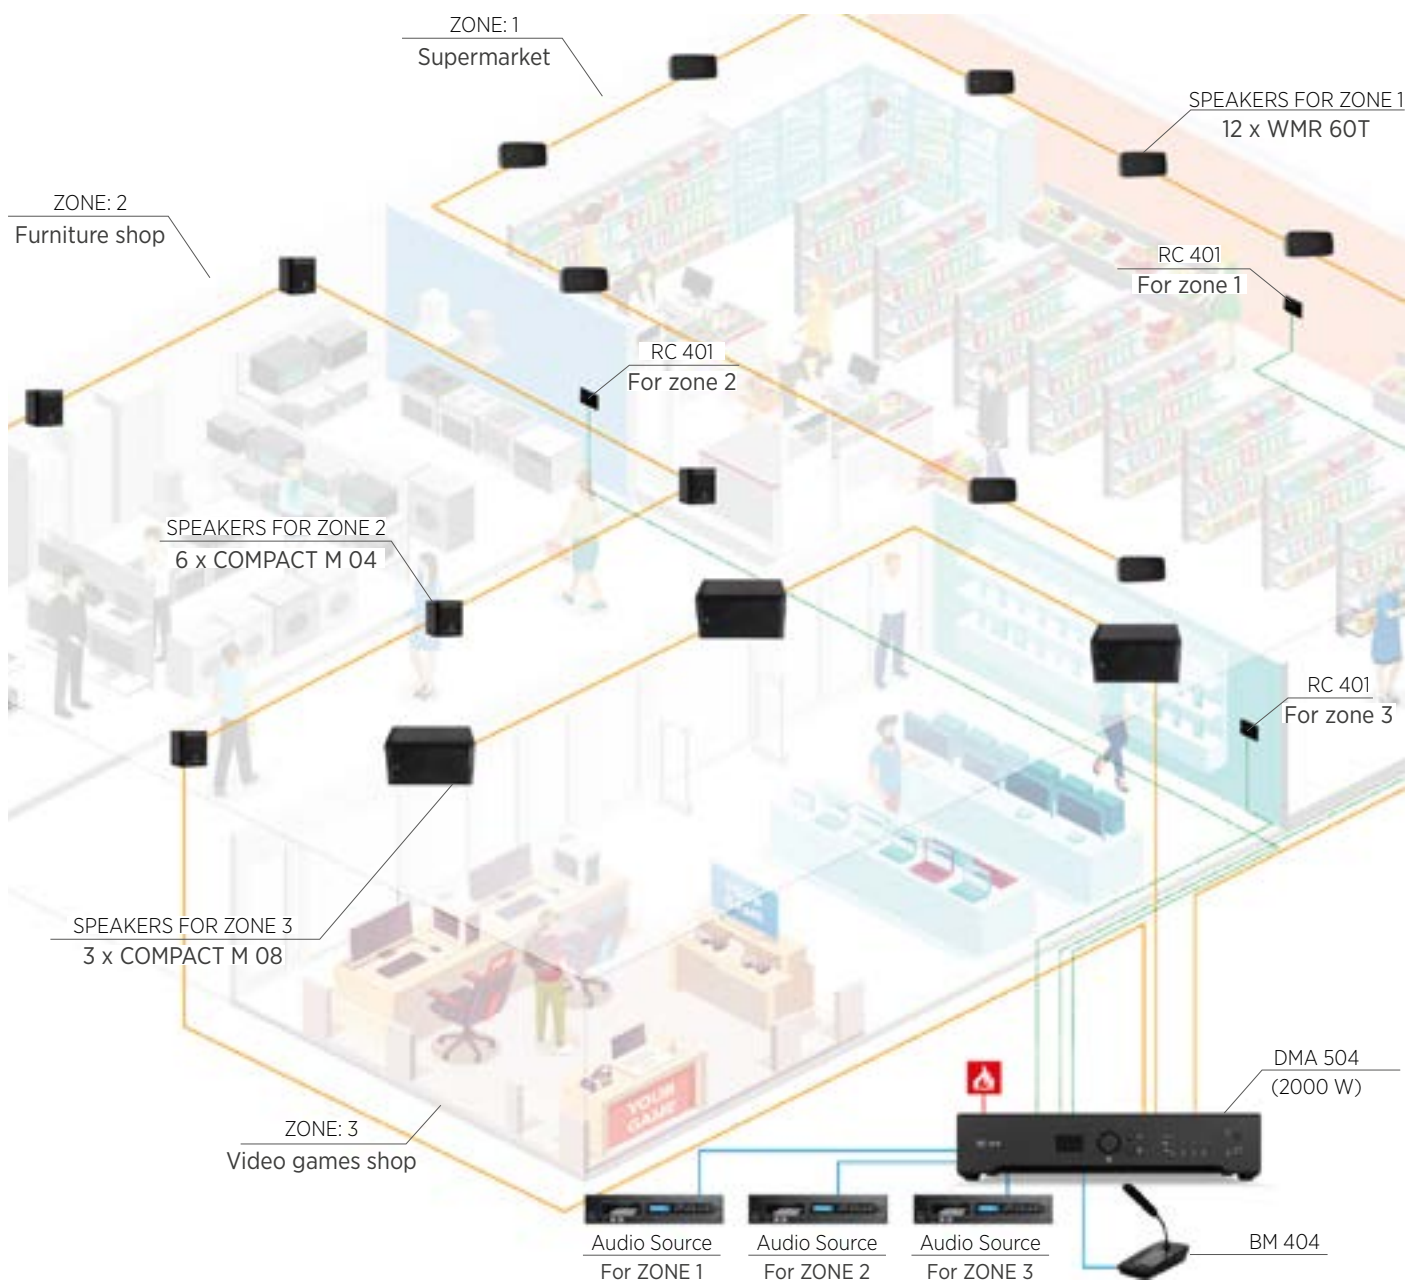 ZONE: 1
Supermarket
SPEAKERS FOR ZONE 1
12 x WMR 60T
ZONE: 2
Furniture shop
RC 401
For zone 1
RC 401
For zone 2
SPEAKERS FOR ZONE 2
6 x COMPACT M 04
RC 401
For zone 3
SPEAKERS FOR ZONE 3
3 x COMPACT M 08
DMA 504
(2000 W)
YOUR
GAME
ZONE: 3
Video games shop
Audio Source
For ZONE 1
Audio Source
For ZONE 2
Audio Source
For ZONE 3
BM 404